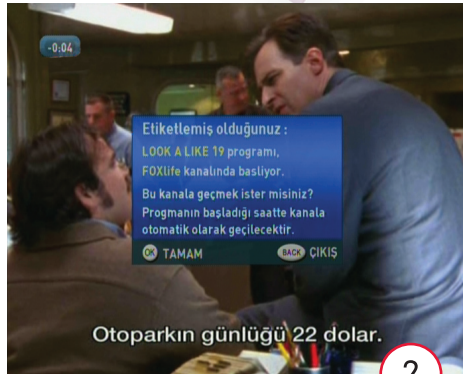 -0:04
Etiketlemiş olduğunuz :
LOOK A LIKE 19 programı,
FOXlife kanalında basliyor.
Bu kanala geçmek ister misiniz?
Progmanın başladığı saatte kanala
otomatik olarak geçilecektir.
OK TAMAM BACK ÇIKIŞ
Otoparkın günlüğü 22 dolar.
2